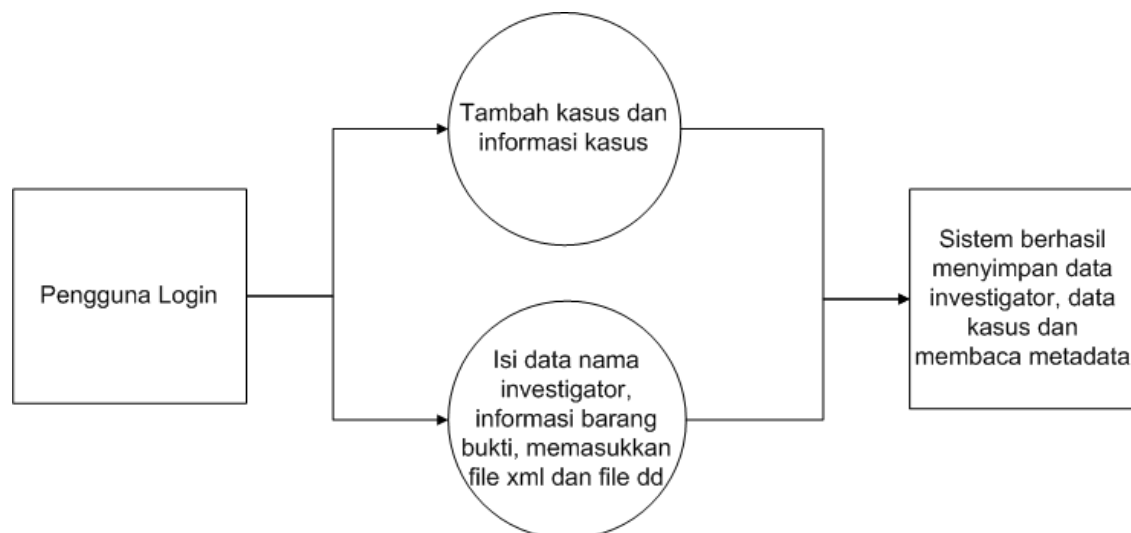 Pengguna Login
Tambah kasus dan
informasi kasus
Isi data nama
investigator,
informasi barang
bukti, memasukkan
file xml dan file dd
Sistem berhasil
menyimpan data
investigator, data
kasus dan
membaca metadata